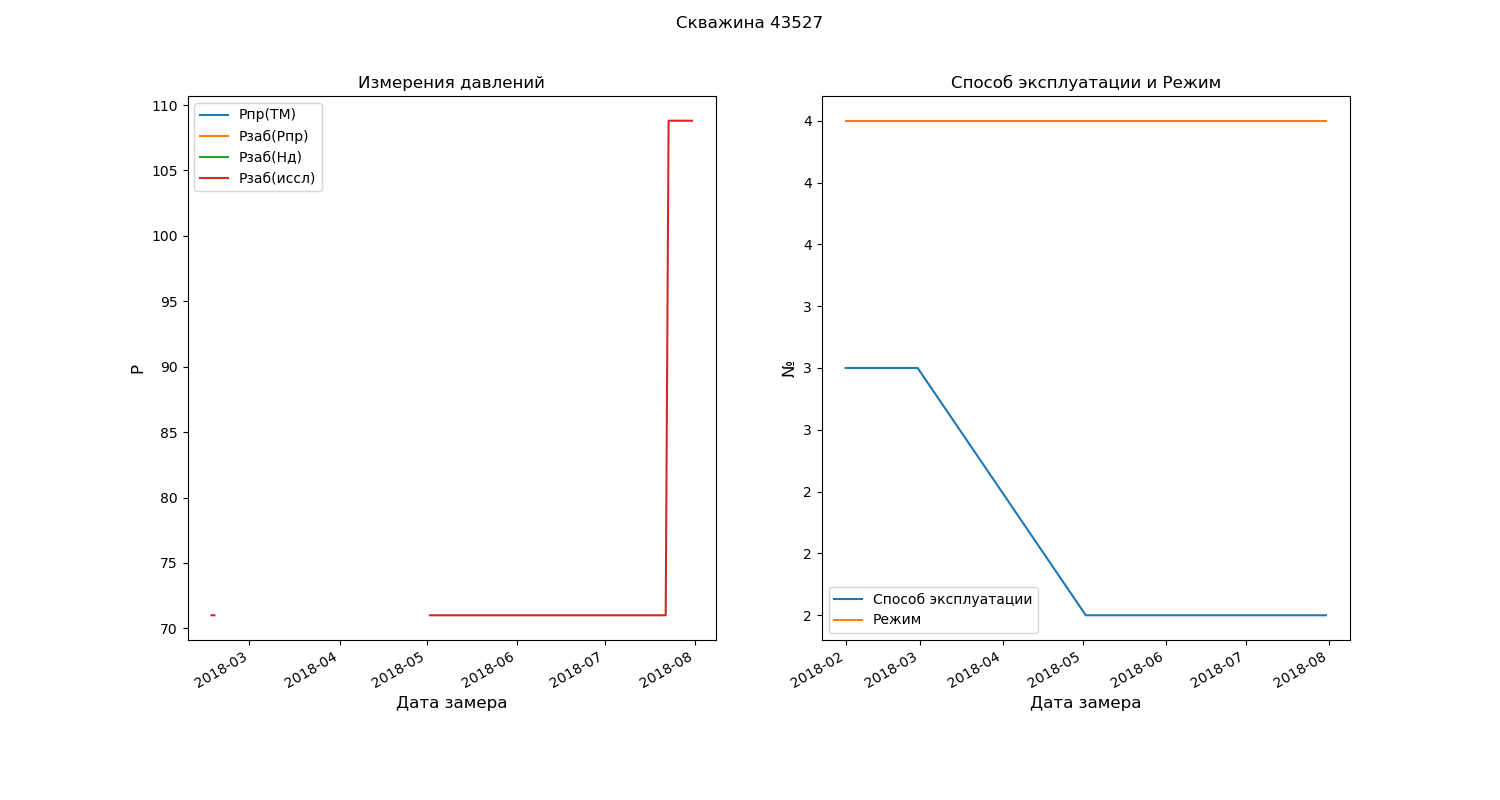 Скважина 43527
Измерения давлений
110
105
100
95
90
85
80
75
70
P
Рпр(ТМ)
Рзаб(Рпр)
Рзаб(Нд)
Рзаб(иссл)
2018-03
2018-04
2018-05
2018-06
2018-07
2018-08
Дата замера
Способ эксплуатации и Режим
4
4
4
3
3
3
2
2
2
№
Способ эксплуатации
Режим
2018-02
2018-03
2018-04
2018-05
2018-06
2018-07
2018-08
Дата замера